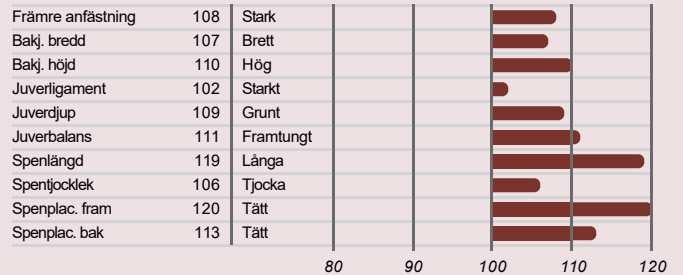 Främre anfästning 108 Stark
Bakj. bredd 107 Brett
Bakj. höjd 110 Hög
Juverligament 102 Starkt
Juverdjup 109 Grunt
Juverbalans 111 Framtungt
Spenlängd 119 Långa
Spentjocklek 106 Tjocka
Spenplac. fram 120 Tätt
Spenplac. bak 113 Tätt
80 90 100 110 120